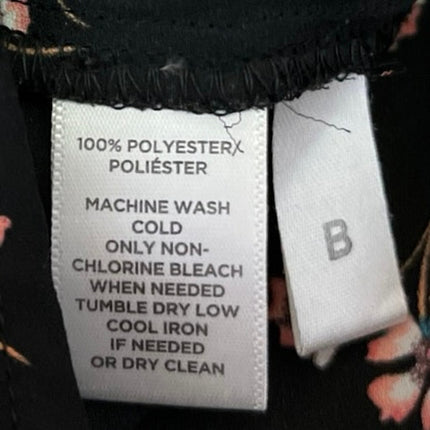 100% POLYESTER
POLIÉSTER
MACHINE WASH
COLD
ONLY NON-
CHLORINE BLEACH
WHEN NEEDED
TUMBLE DRY LOW
COOL IRON
IF NEEDED
OR DRY CLEAN
B